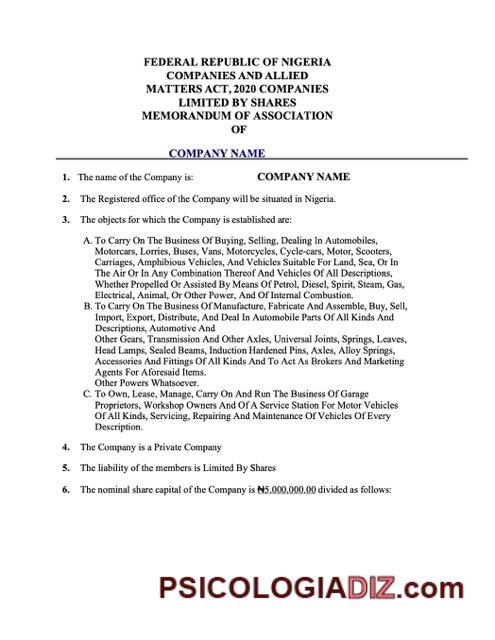 FEDERAL REPUBLIC OF NIGERIA
COMPANIES AND ALLIED
MATTERS ACT, 2020 COMPANIES
LIMITED BY SHARES
MEMORANDUM OF ASSOCIATION
OF
COMPANY NAME
1. The name of the Company is: COMPANY NAME
2. The Registered office of the Company will be situated in Nigeria.
3. The objects for which the Company is established are:
A. To Carry On The Business Of Buying, Selling, Dealing In Automobiles,
Motorcars, Lorries, Buses, Vans, Motorcycles, Cycle-cars, Motor, Scooters,
Carriages, Amphibious Vehicles, And Vehicles Suitable For Land, Sea, Or In
The Air Or In Any Combination Thereof And Vehicles Of All Descriptions,
Whether Propelled Or Assisted By Means Of Petrol, Diesel, Spirit, Steam, Gas,
Electrical, Animal, Or Other Power, And Of Internal Combustion.
B. To Carry On The Business Of Manufacture, Fabricate And Assemble, Buy, Sell,
Import, Export, Distribute, And Deal In Automobile Parts Of All Kinds And
Descriptions, Automotive And
Other Gears, Transmission And Other Axles, Universal Joints, Springs, Leaves,
Head Lamps, Sealed Beams, Induction Hardened Pins, Axles, Alloy Springs,
Accessories And Fittings Of All Kinds And To Act As Brokers And Marketing
Agents For Aforesaid Items.
Other Powers Whatsoever.
C. To Own, Lease, Manage, Carry On And Run The Business Of Garage
Proprietors, Workshop Owners And Of A Service Station For Motor Vehicles
Of All Kinds, Servicing, Repairing And Maintenance Of Vehicles Of Every
Description.
4. The Company is a Private Company
5. The liability of the members is Limited By Shares
6. The nominal share capital of the Company is ₦5,000,000.00 divided as follows:
PSICOLOGIADIZ.com